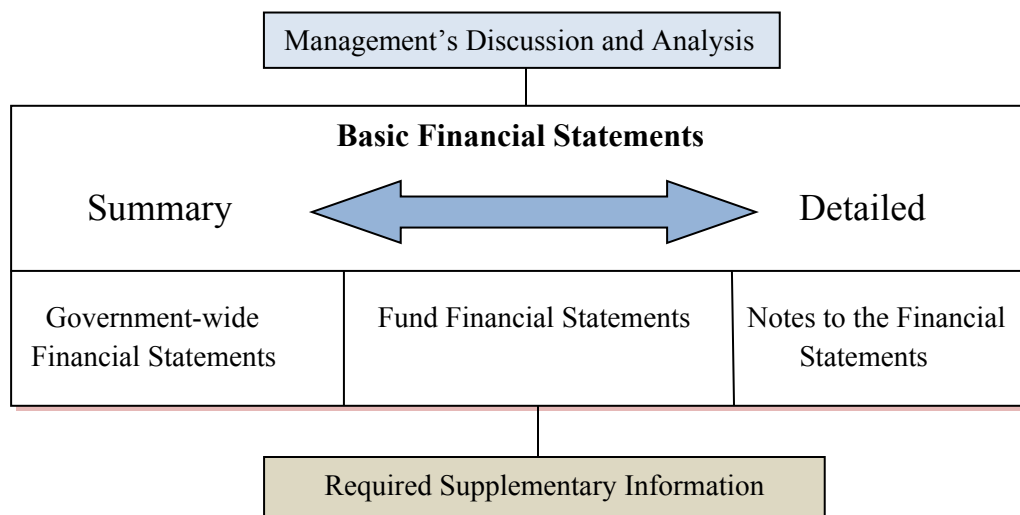 Management’s Discussion and Analysis
Basic Financial Statements
Summary
Detailed
Government-wide
Financial Statements
Fund Financial Statements
Notes to the Financial
Statements
Required Supplementary Information